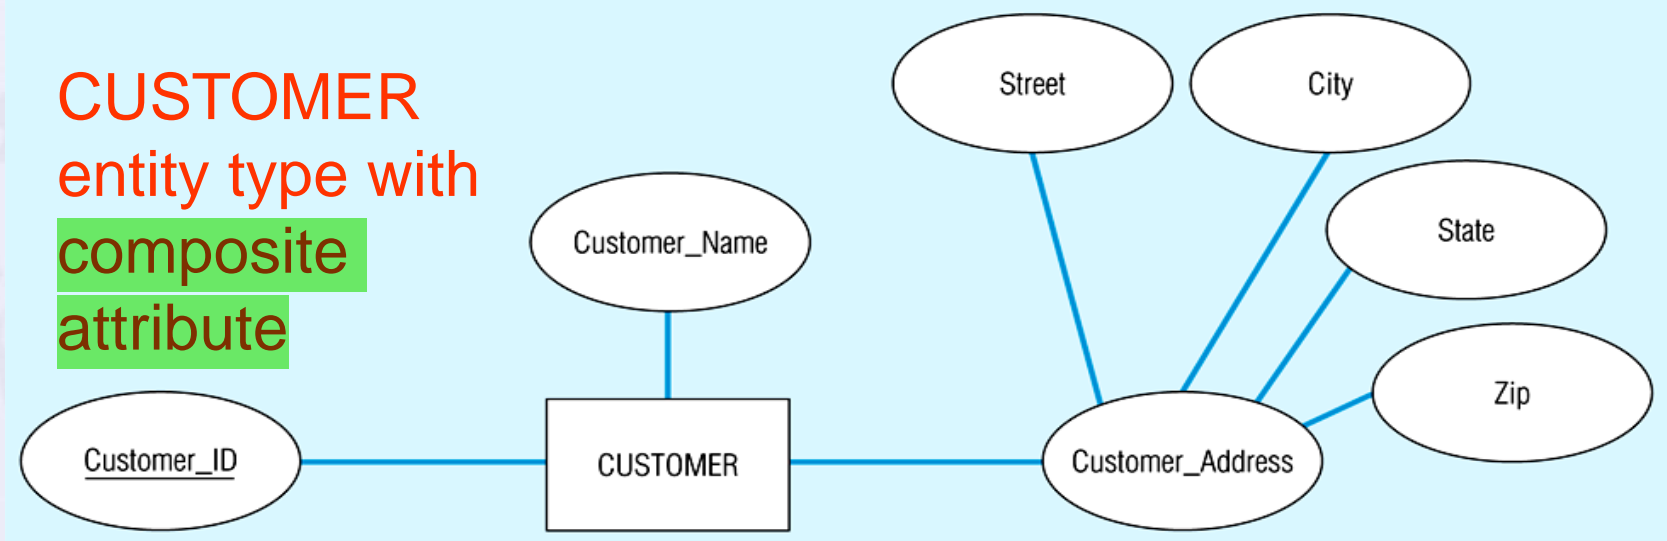 CUSTOMER
entity type with
composite
attribute
Street
City
State
Customer_Name
Zip
Customer_ID
CUSTOMER
Customer_Address